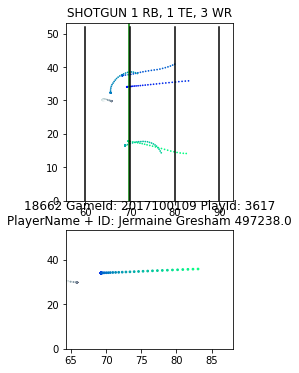 SHOTGUN 1 RB, 1 TE, 3 WR
50
40
30
20
10
0
60 70 80 90
18662 GameId: 2017100109 PlayId: 3617
PlayerName + ID: Jermaine Gresham 497238.0
40
20
0
65 70 75 80 85